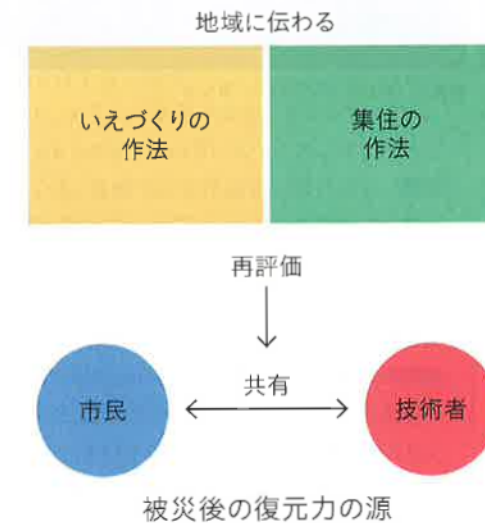 地域に伝わる
いえづくりの
作法
集住の
作法
再評価
共有
市民
技術者
被災後の復元力の源